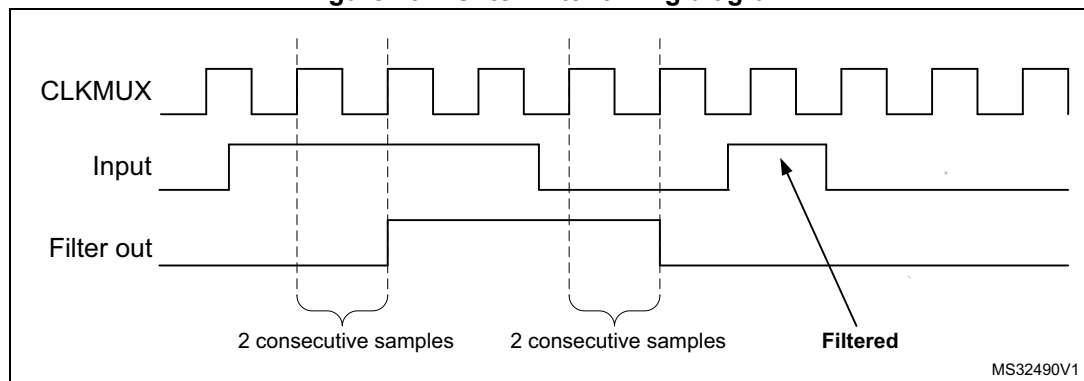 CLKMUX
Input
Filter out
2 consecutive samples 2 consecutive samples Filtered
MS32490V1